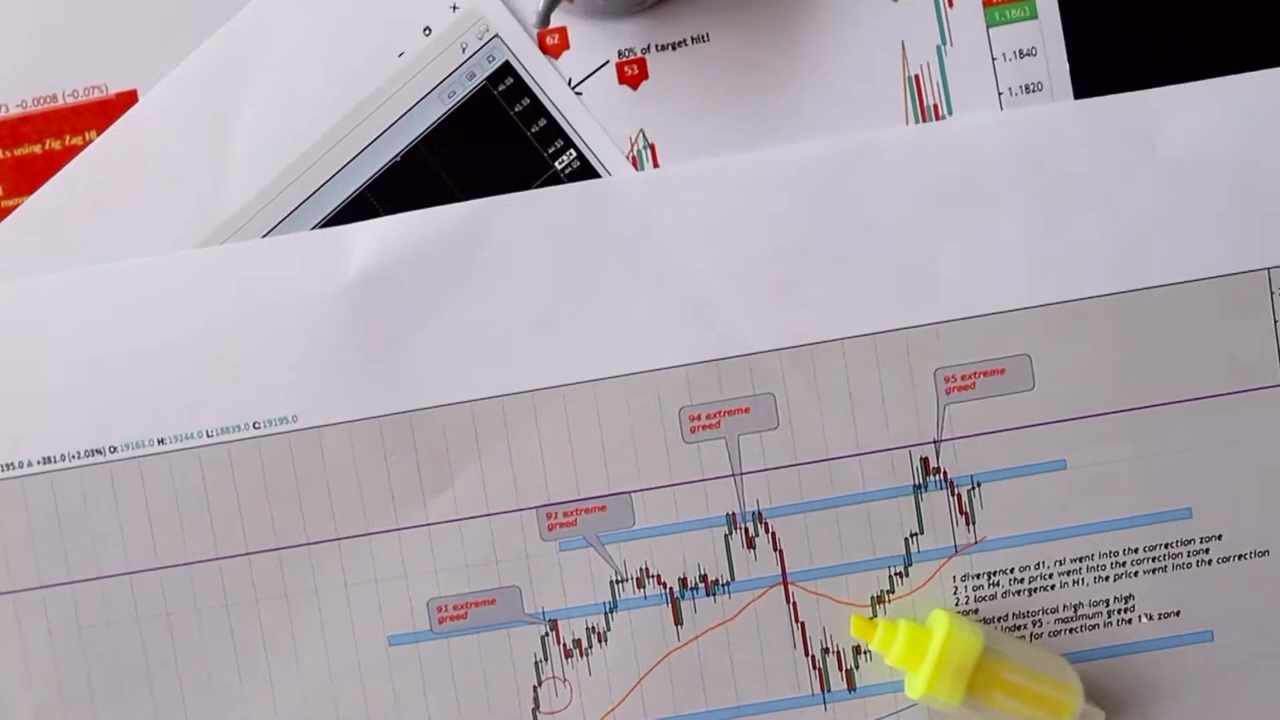 -0.0008 (-0.07%)
using Zig Zag
62
80% of target hit!
53
1.1863
1.1840
1.1820
195.0 ▲ +381.0 (+2.03%) O:19163.0 H:19244.0 L:18839.0 C:19195.0
95 extreme
greed
94 extreme
greed
91 extreme
greed
91 extreme
greed
1 divergence on d1, rsi went into the correction zone
2.1 on H4, the price went into the correction zone
2.2 local divergence in H1, the price went into the correction
zone
historical high-long high
Index 95 - maximum greed
for correction in the zone